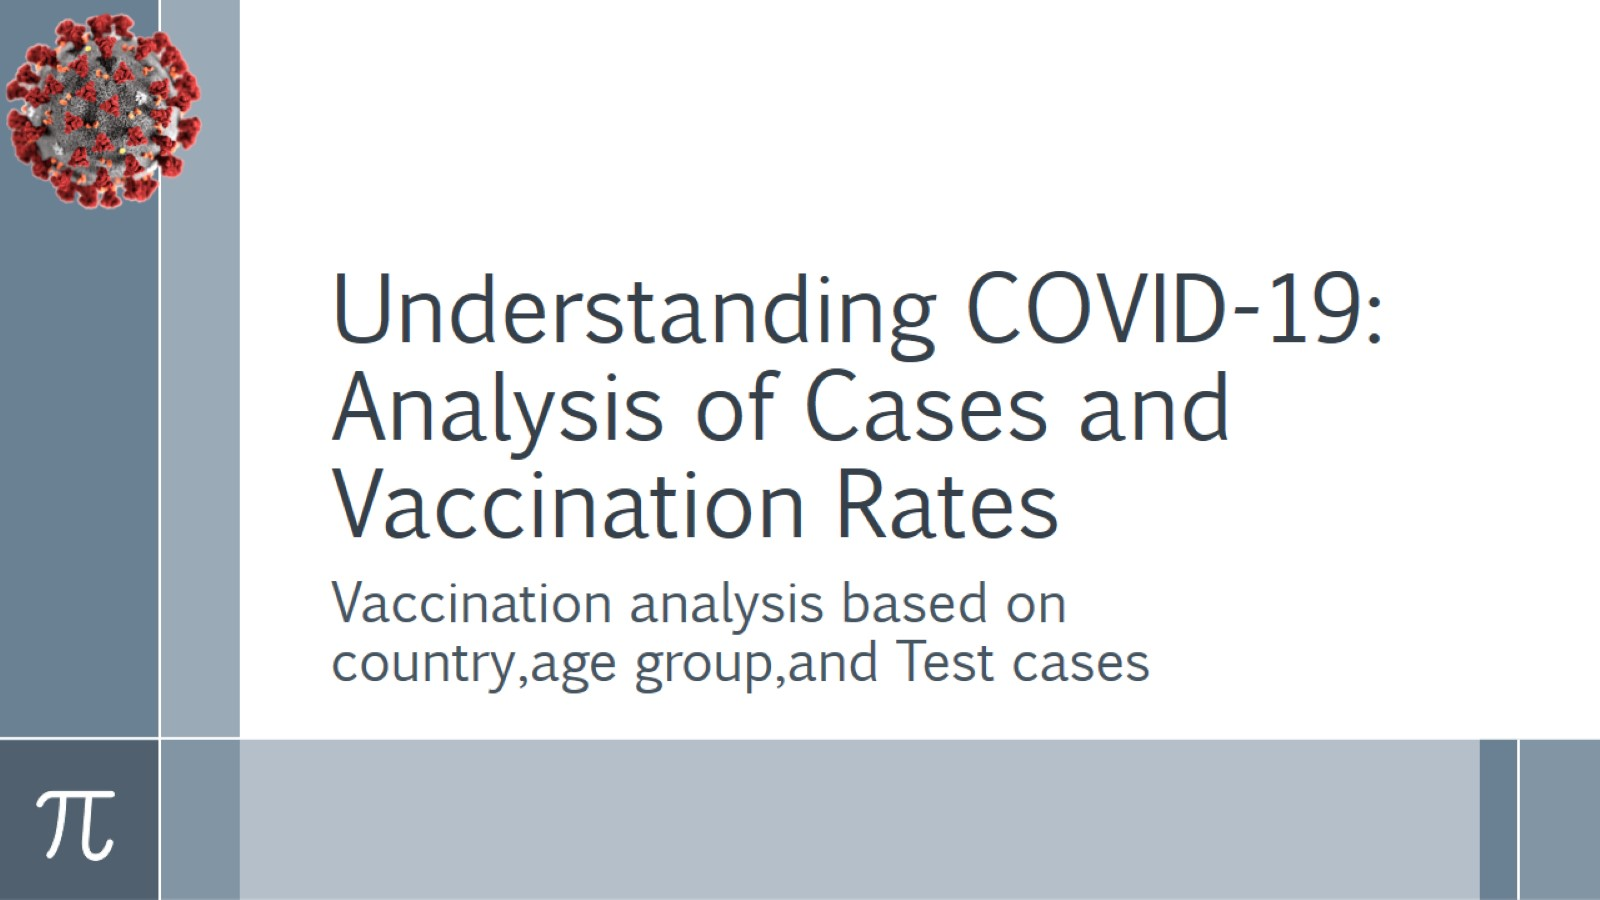 Understanding COVID-19:
Analysis of Cases and
Vaccination Rates
Vaccination analysis based on
country,age group,and Test cases
π